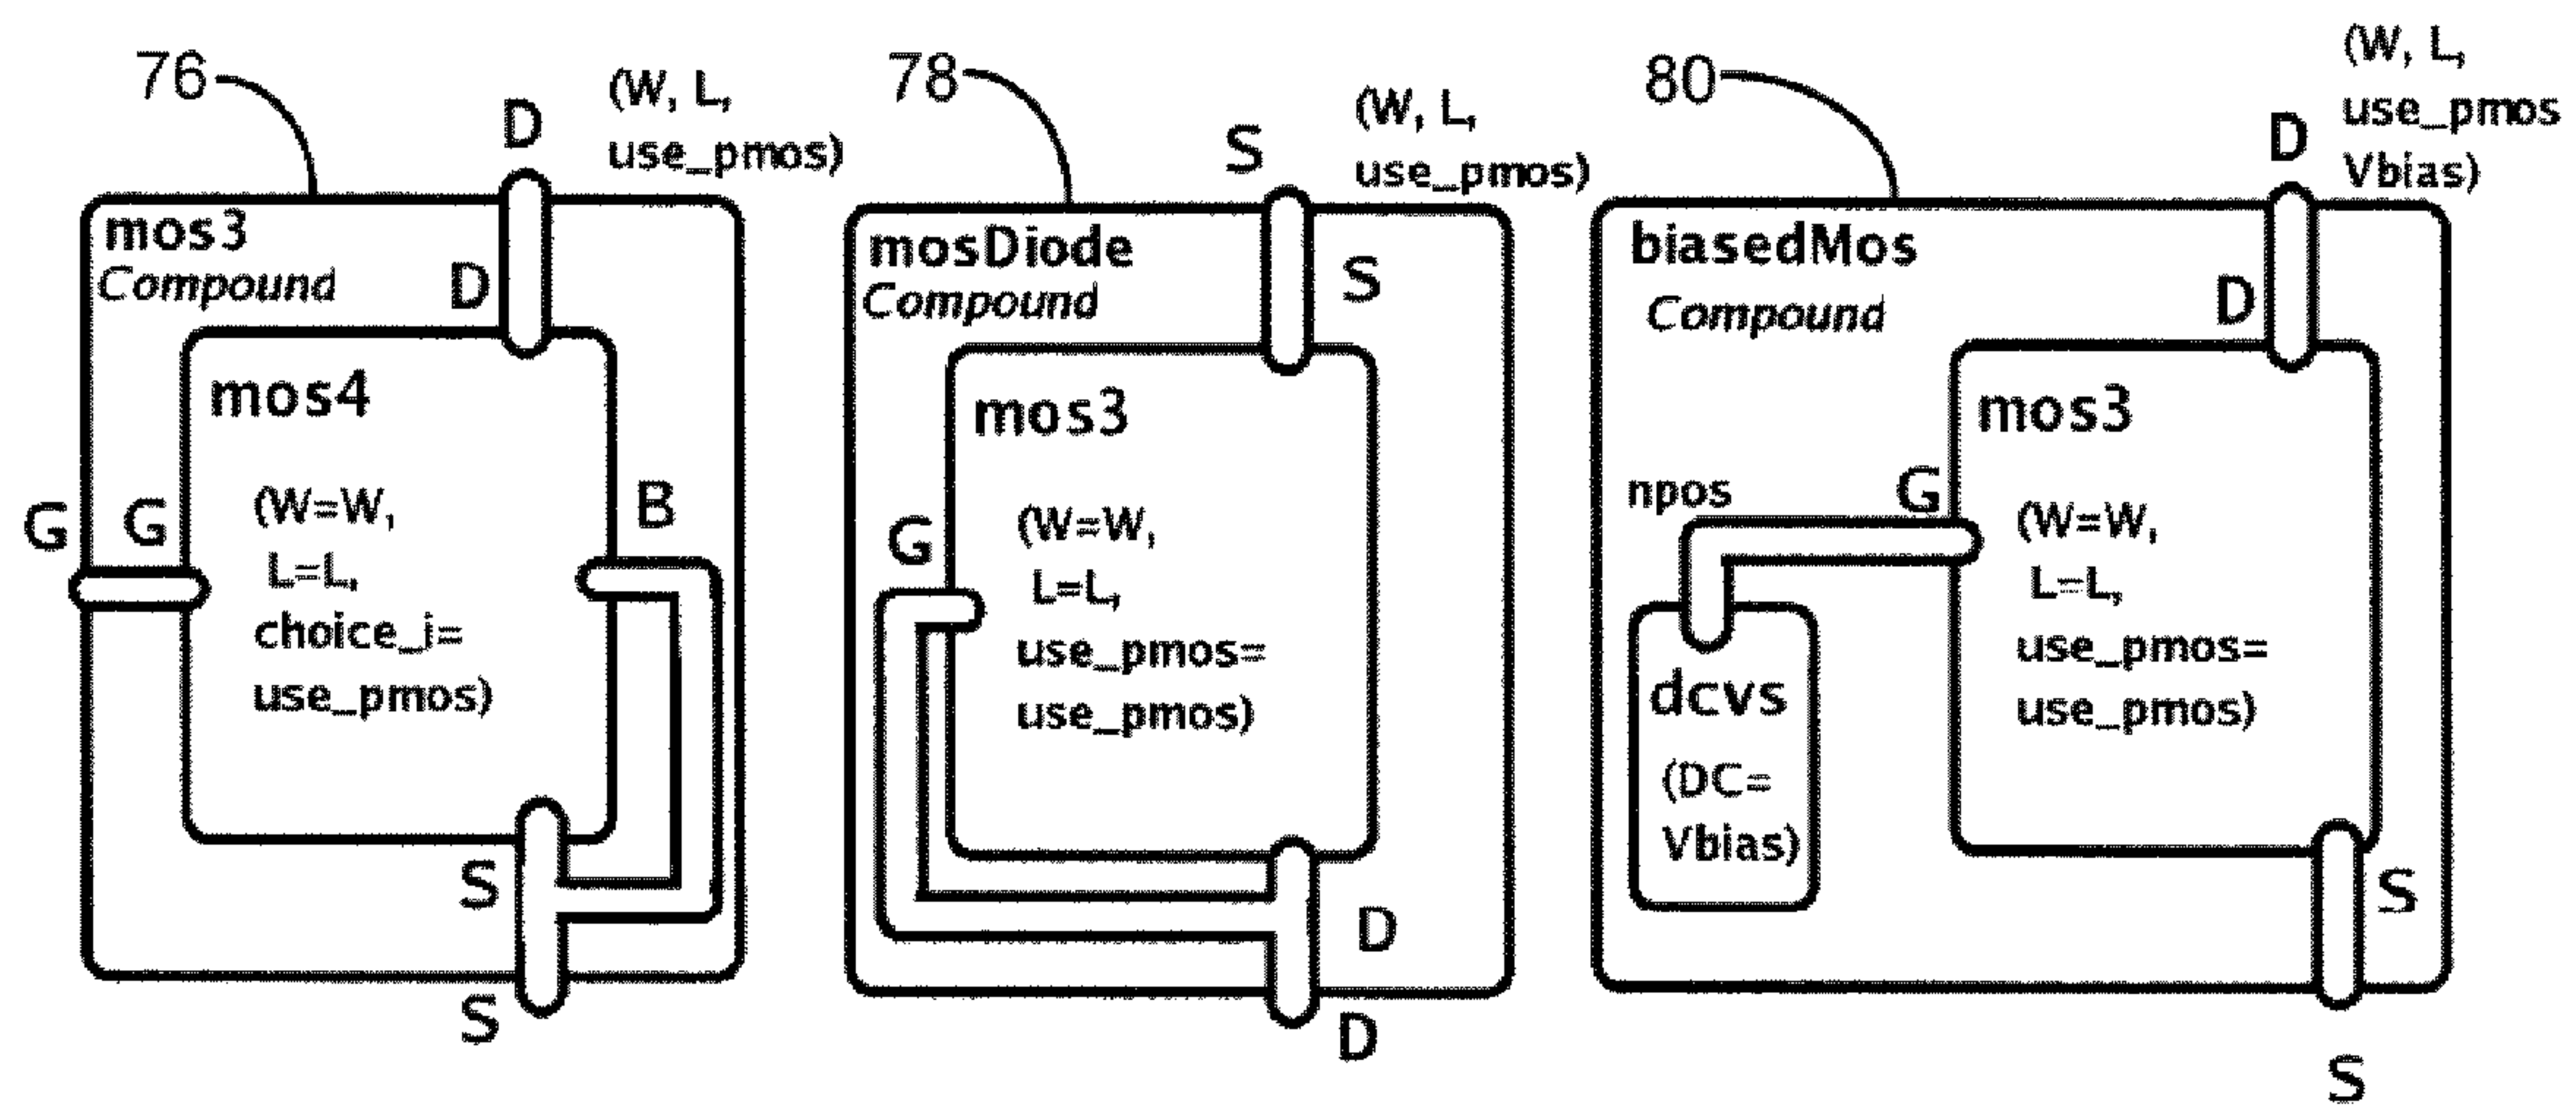 76
D
(W, L,
use_pmos)
mos3
Compound
D
mos4
G
G
(W=W,
L=L,
choice_i=
use_pmos)
B
S
S
78
S
(W, L,
use_pmos)
mosDiode
Compound
S
mos3
G
(W=W,
L=L,
use_pmos=
use_pmos)
D
D
80
D
(W, L,
use_pmos
Vbias)
biasedMos
Compound
D
mos3
npos
G
(W=W,
L=L,
use_pmos=
use_pmos)
dcvs
(DC=
Vbias)
S
S